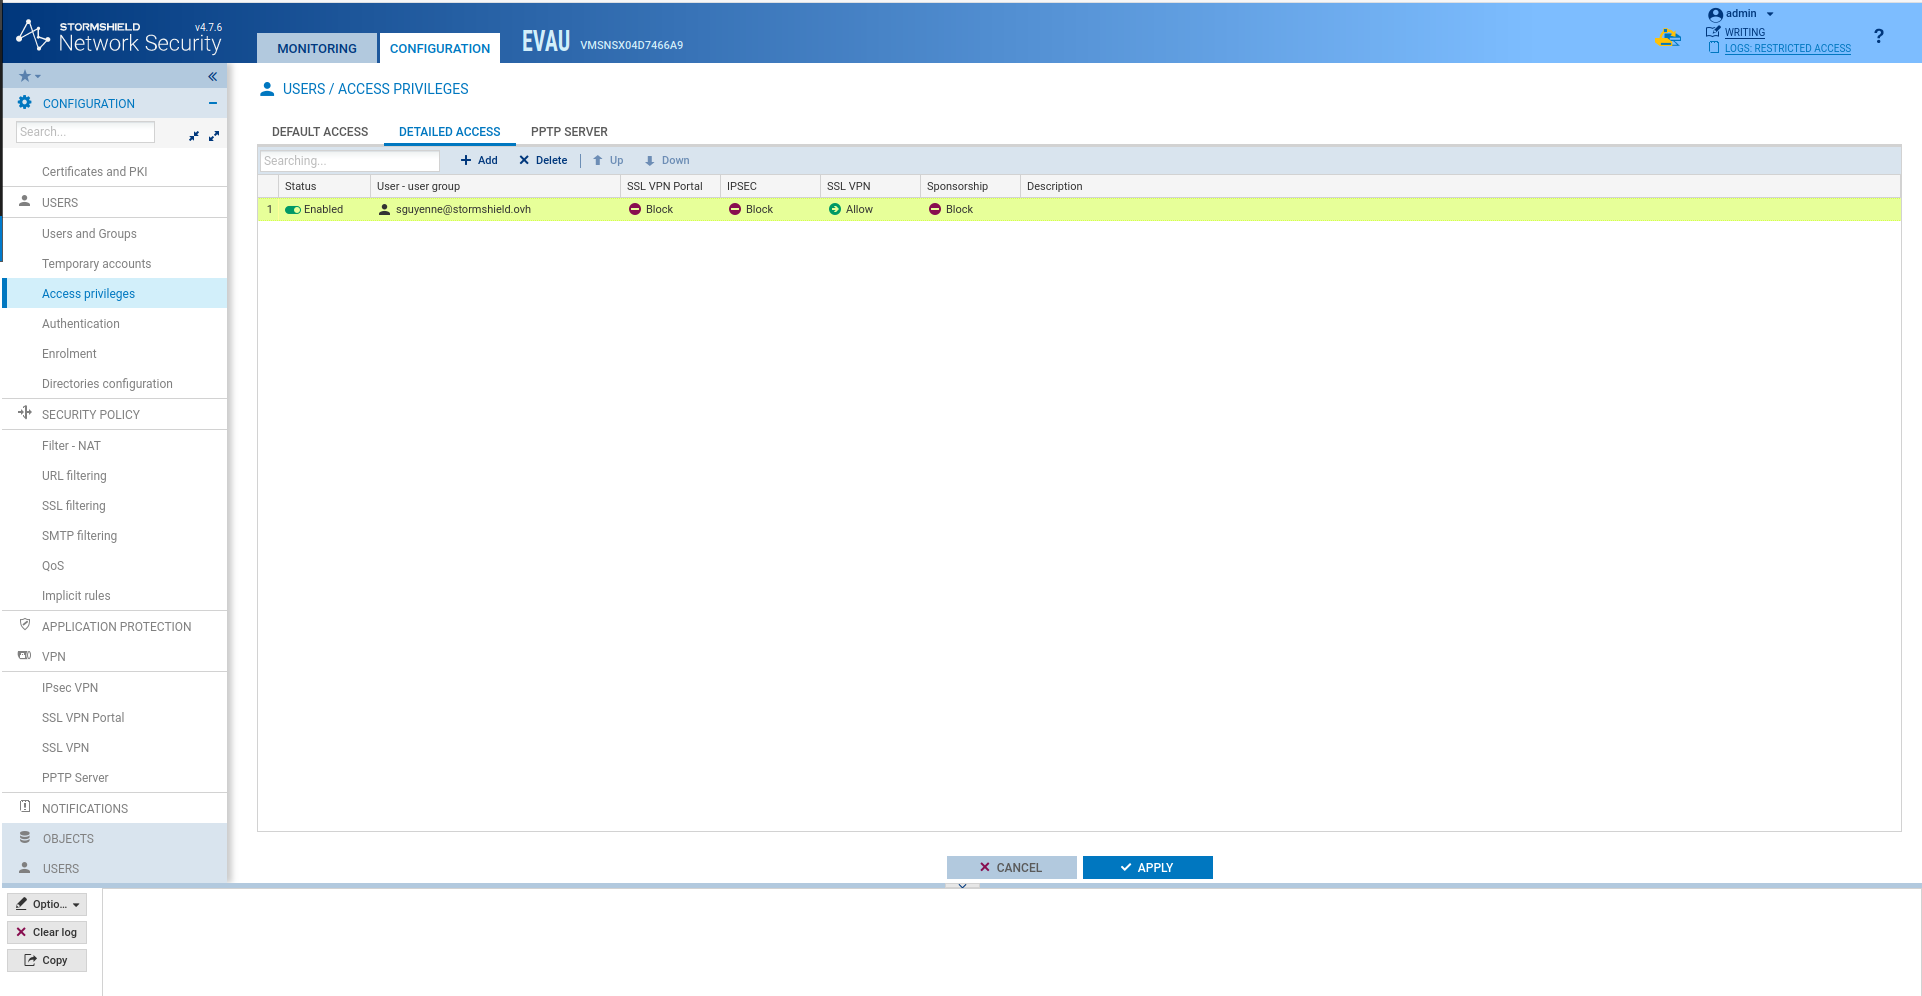 STORMSHIELD v4.7.6
Network Security
MONITORING CONFIGURATION EVAU VMSNSX04D7466A9
admin
WRITING
LOGS: RESTRICTED ACCESS
?
CONFIGURATION
Search...
Certificates and PKI
USERS
Users and Groups
Temporary accounts
Access privileges
Authentication
Enrolment
Directories configuration
SECURITY POLICY
Filter - NAT
URL filtering
SSL filtering
SMTP filtering
QoS
Implicit rules
APPLICATION PROTECTION
VPN
IPsec VPN
SSL VPN Portal
SSL VPN
PPTP Server
NOTIFICATIONS
OBJECTS
USERS
USERS / ACCESS PRIVILEGES
DEFAULT ACCESS DETAILED ACCESS PPTP SERVER
Searching... Add Delete Up Down
Status User - user group SSL VPN Portal IPSEC SSL VPN Sponsorship Description
1 Enabled sguyenne@stormshield.ovh Block Block Allow Block
CANCEL APPLY
Optio...
Clear log
Copy